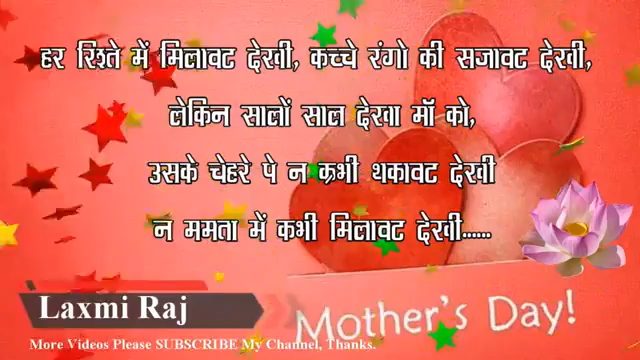 हर रिश्ते में मिलावट देखी, कच्चे रंगो की सजावट देखी,
लेकिन सालों साल देखा माँ को,
उसके चेहरे पे न कभी थकावट देखी
न ममता में कभी मिलावट देखी......
Laxmi Raj
Mother's Day!
More Videos Please SUBSCRIBE My Channel, Thanks.